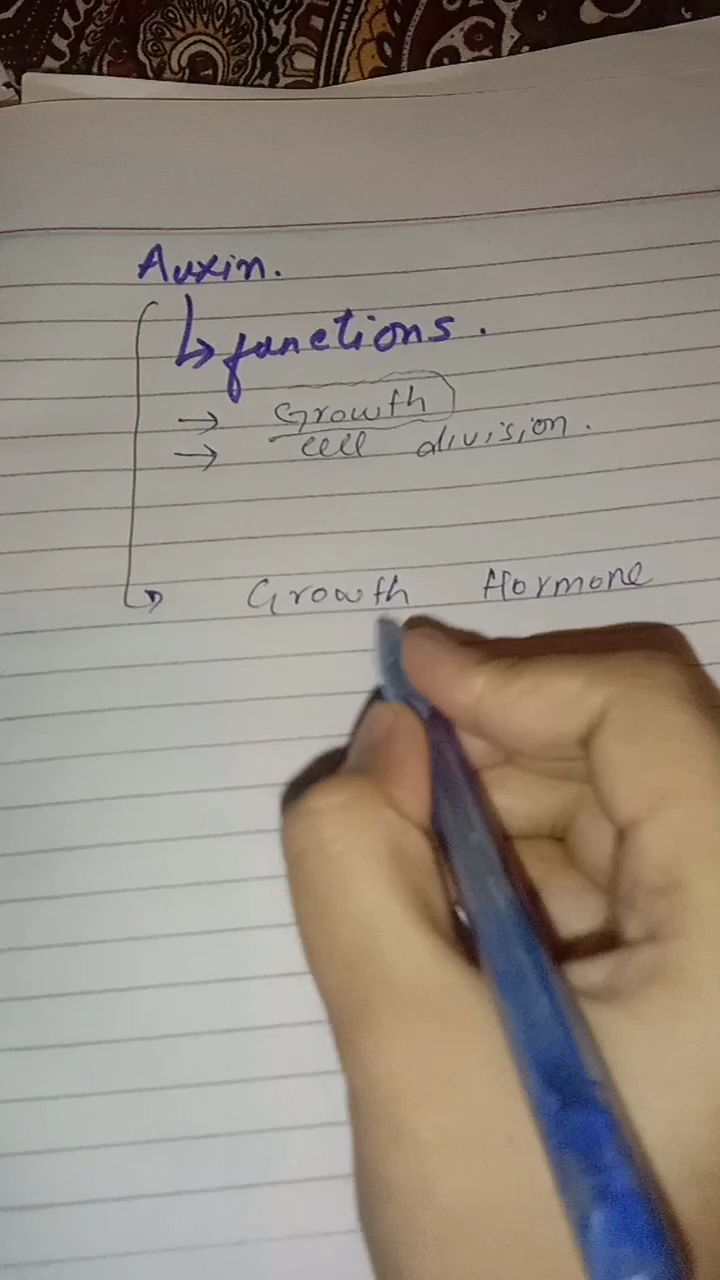 Auxin.
↳ functions.
→ Growth
→ cell division.
↳ Growth Hormone